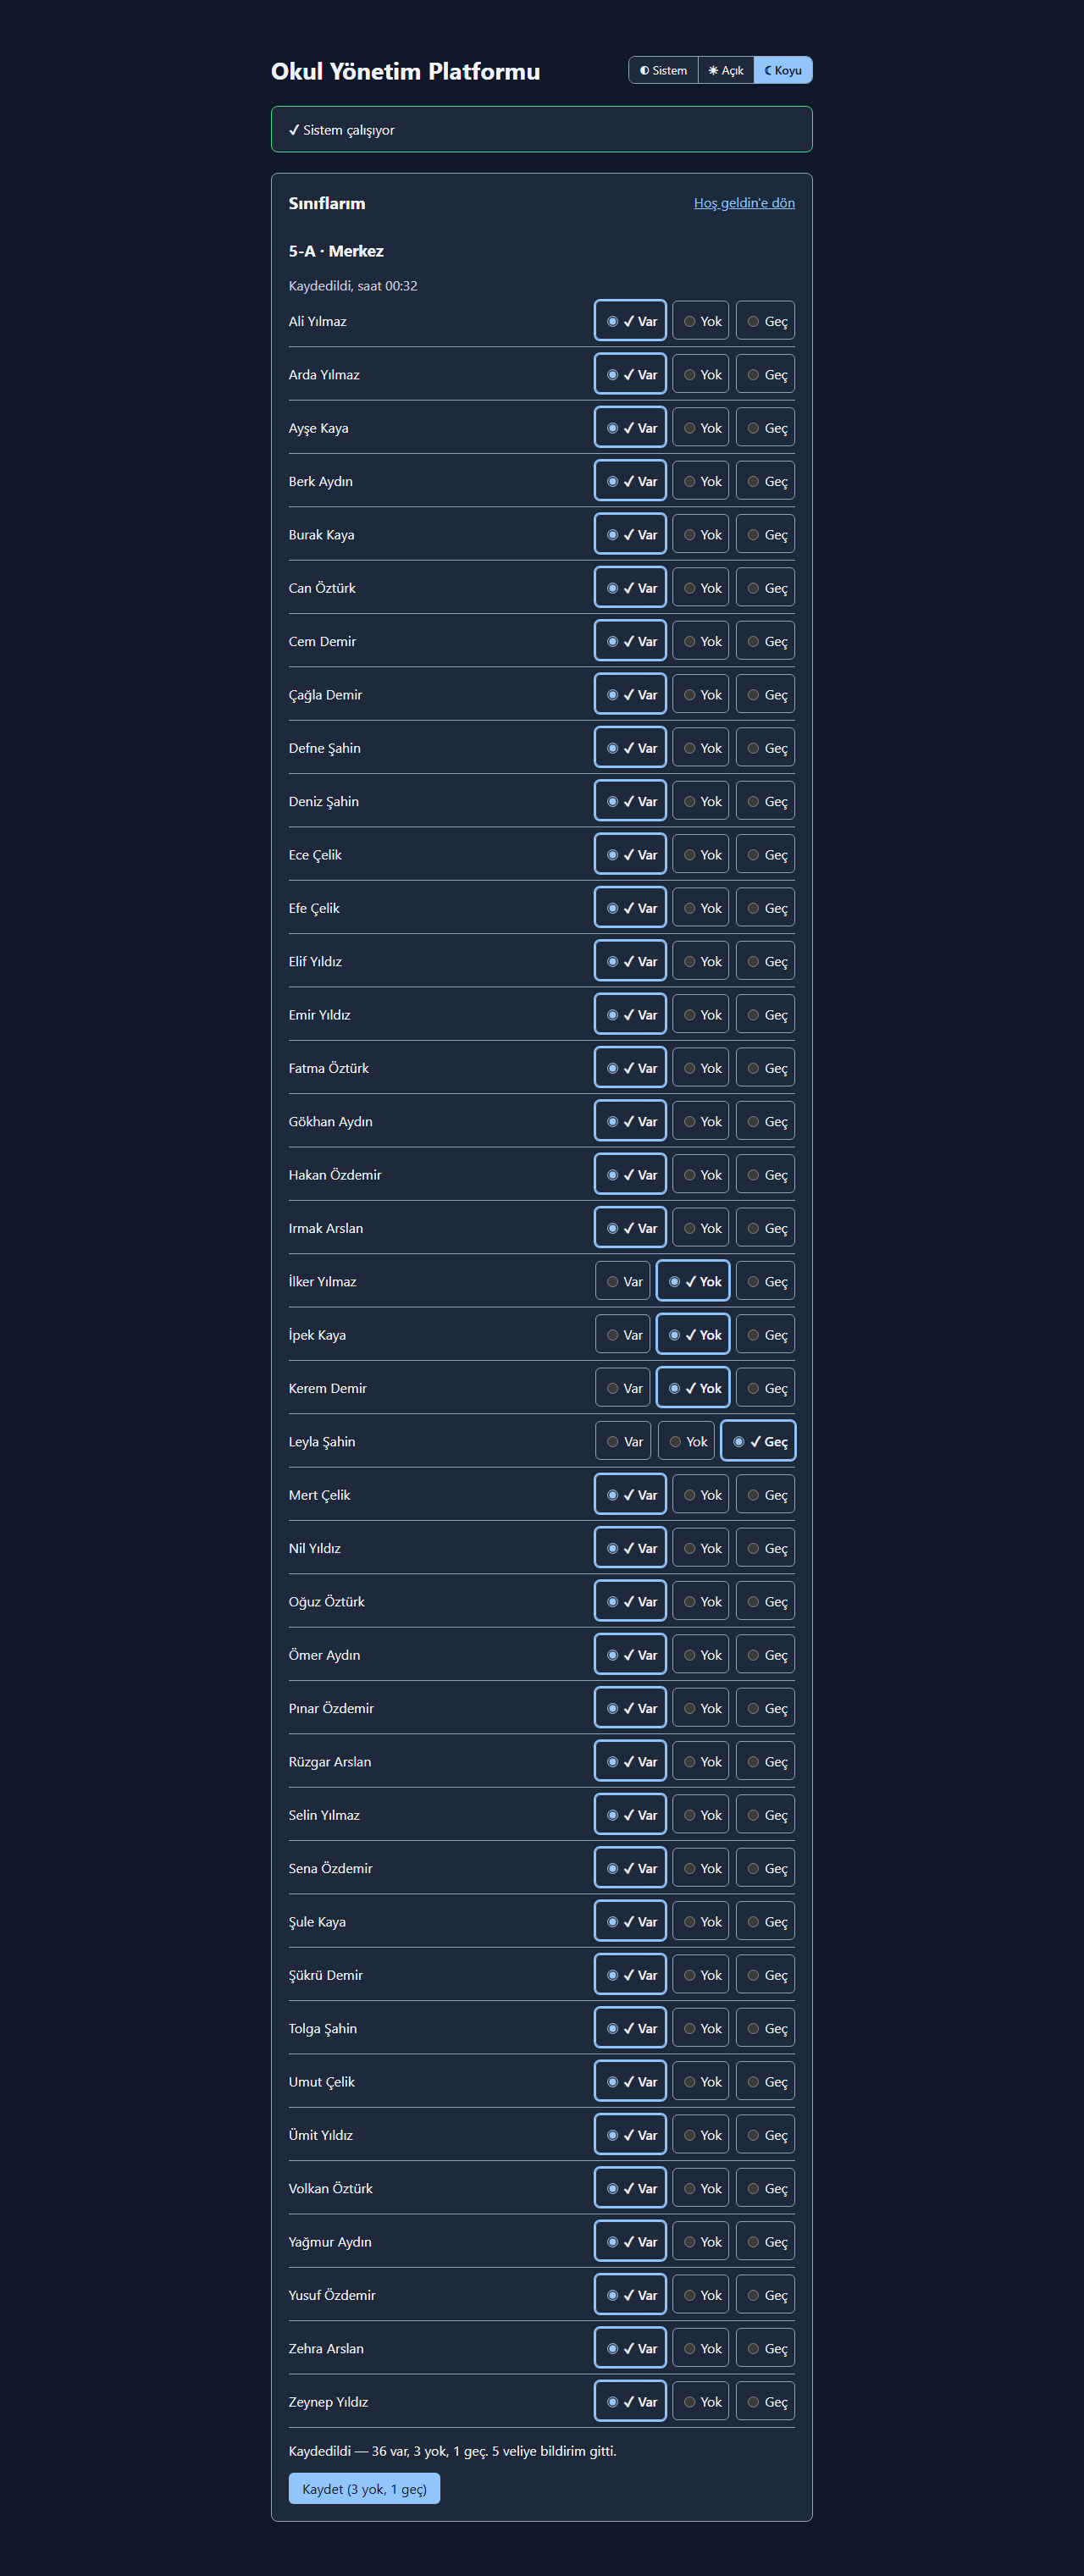 Okul Yönetim Platformu
◐ Sistem ☀ Açık ☾ Koyu
✓ Sistem çalışıyor
Sınıflarım Hoş geldin'e dön
5-A · Merkez
Kaydedildi, saat 00:32
Ali Yılmaz ✓ Var Yok Geç
Arda Yılmaz ✓ Var Yok Geç
Ayşe Kaya ✓ Var Yok Geç
Berk Aydın ✓ Var Yok Geç
Burak Kaya ✓ Var Yok Geç
Can Öztürk ✓ Var Yok Geç
Cem Demir ✓ Var Yok Geç
Çağla Demir ✓ Var Yok Geç
Defne Şahin ✓ Var Yok Geç
Deniz Şahin ✓ Var Yok Geç
Ece Çelik ✓ Var Yok Geç
Efe Çelik ✓ Var Yok Geç
Elif Yıldız ✓ Var Yok Geç
Emir Yıldız ✓ Var Yok Geç
Fatma Öztürk ✓ Var Yok Geç
Gökhan Aydın ✓ Var Yok Geç
Hakan Özdemir ✓ Var Yok Geç
Irmak Arslan ✓ Var Yok Geç
İlker Yılmaz Var ✓ Yok Geç
İpek Kaya Var ✓ Yok Geç
Kerem Demir Var ✓ Yok Geç
Leyla Şahin Var Yok ✓ Geç
Mert Çelik ✓ Var Yok Geç
Nil Yıldız ✓ Var Yok Geç
Oğuz Öztürk ✓ Var Yok Geç
Ömer Aydın ✓ Var Yok Geç
Pınar Özdemir ✓ Var Yok Geç
Rüzgar Arslan ✓ Var Yok Geç
Selin Yılmaz ✓ Var Yok Geç
Sena Özdemir ✓ Var Yok Geç
Şule Kaya ✓ Var Yok Geç
Şükrü Demir ✓ Var Yok Geç
Tolga Şahin ✓ Var Yok Geç
Umut Çelik ✓ Var Yok Geç
Ümit Yıldız ✓ Var Yok Geç
Volkan Öztürk ✓ Var Yok Geç
Yağmur Aydın ✓ Var Yok Geç
Yusuf Özdemir ✓ Var Yok Geç
Zehra Arslan ✓ Var Yok Geç
Zeynep Yıldız ✓ Var Yok Geç
Kaydedildi — 36 var, 3 yok, 1 geç. 5 veliye bildirim gitti.
Kaydet (3 yok, 1 geç)